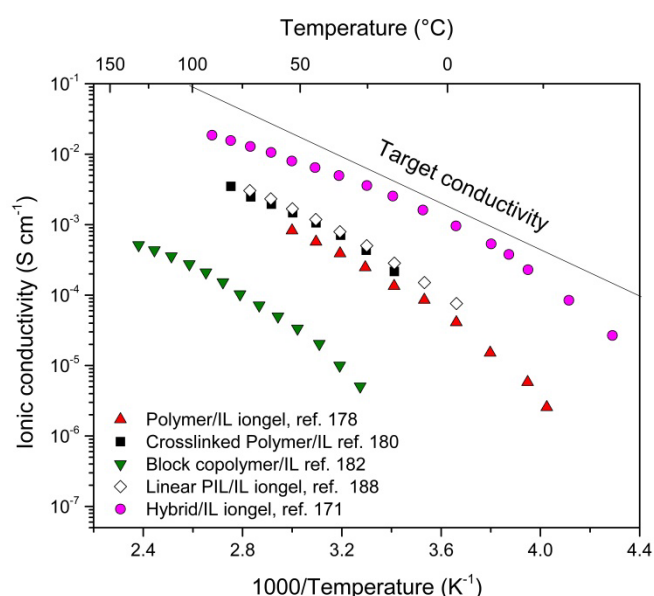 Temperature (°C)
150 100 50 0
10⁻¹
10⁻²
10⁻³
10⁻⁴
10⁻⁵
10⁻⁶
10⁻⁷
Ionic conductivity (S cm⁻¹)
Target conductivity
Polymer/IL iongel, ref. 178
Crosslinked Polymer/IL ref. 180
Block copolymer/IL ref. 182
Linear PIL/IL iongel, ref. 188
Hybrid/IL iongel, ref. 171
2.4 2.8 3.2 3.6 4.0 4.4
1000/Temperature (K⁻¹)